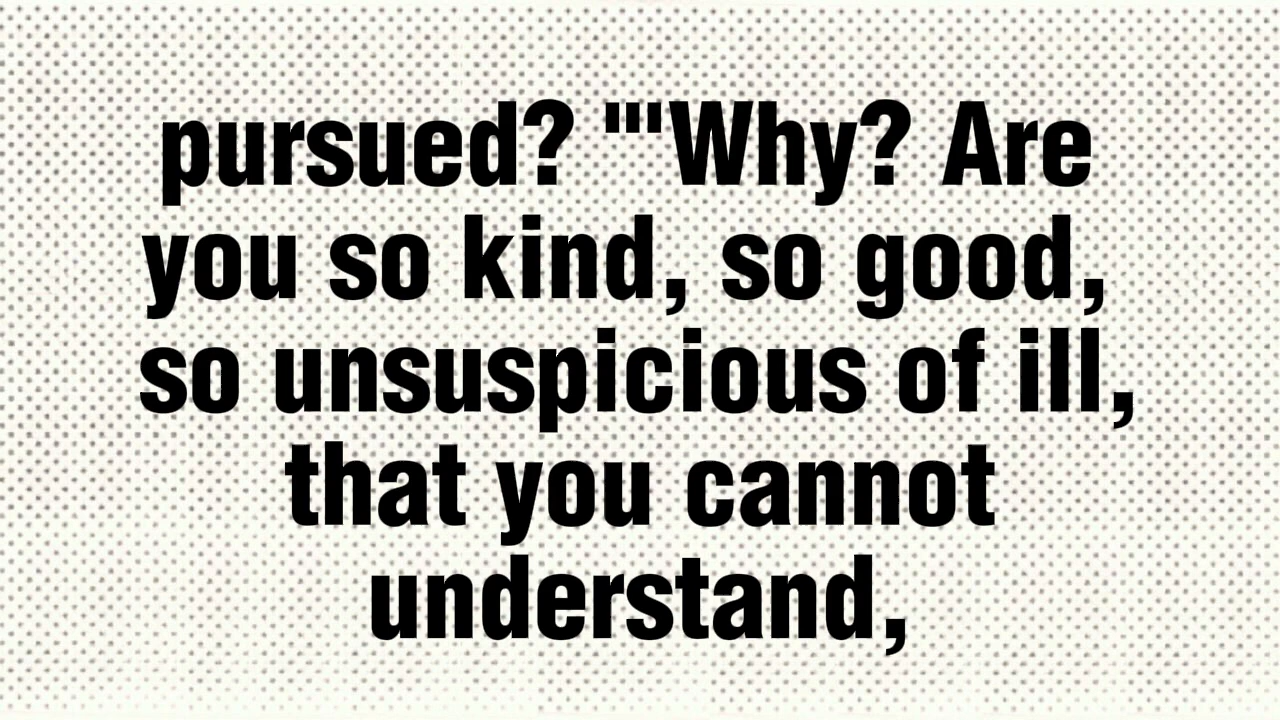 pursued? "'Why? Are
you so kind, so good,
so unsuspicious of ill,
that you cannot
understand,